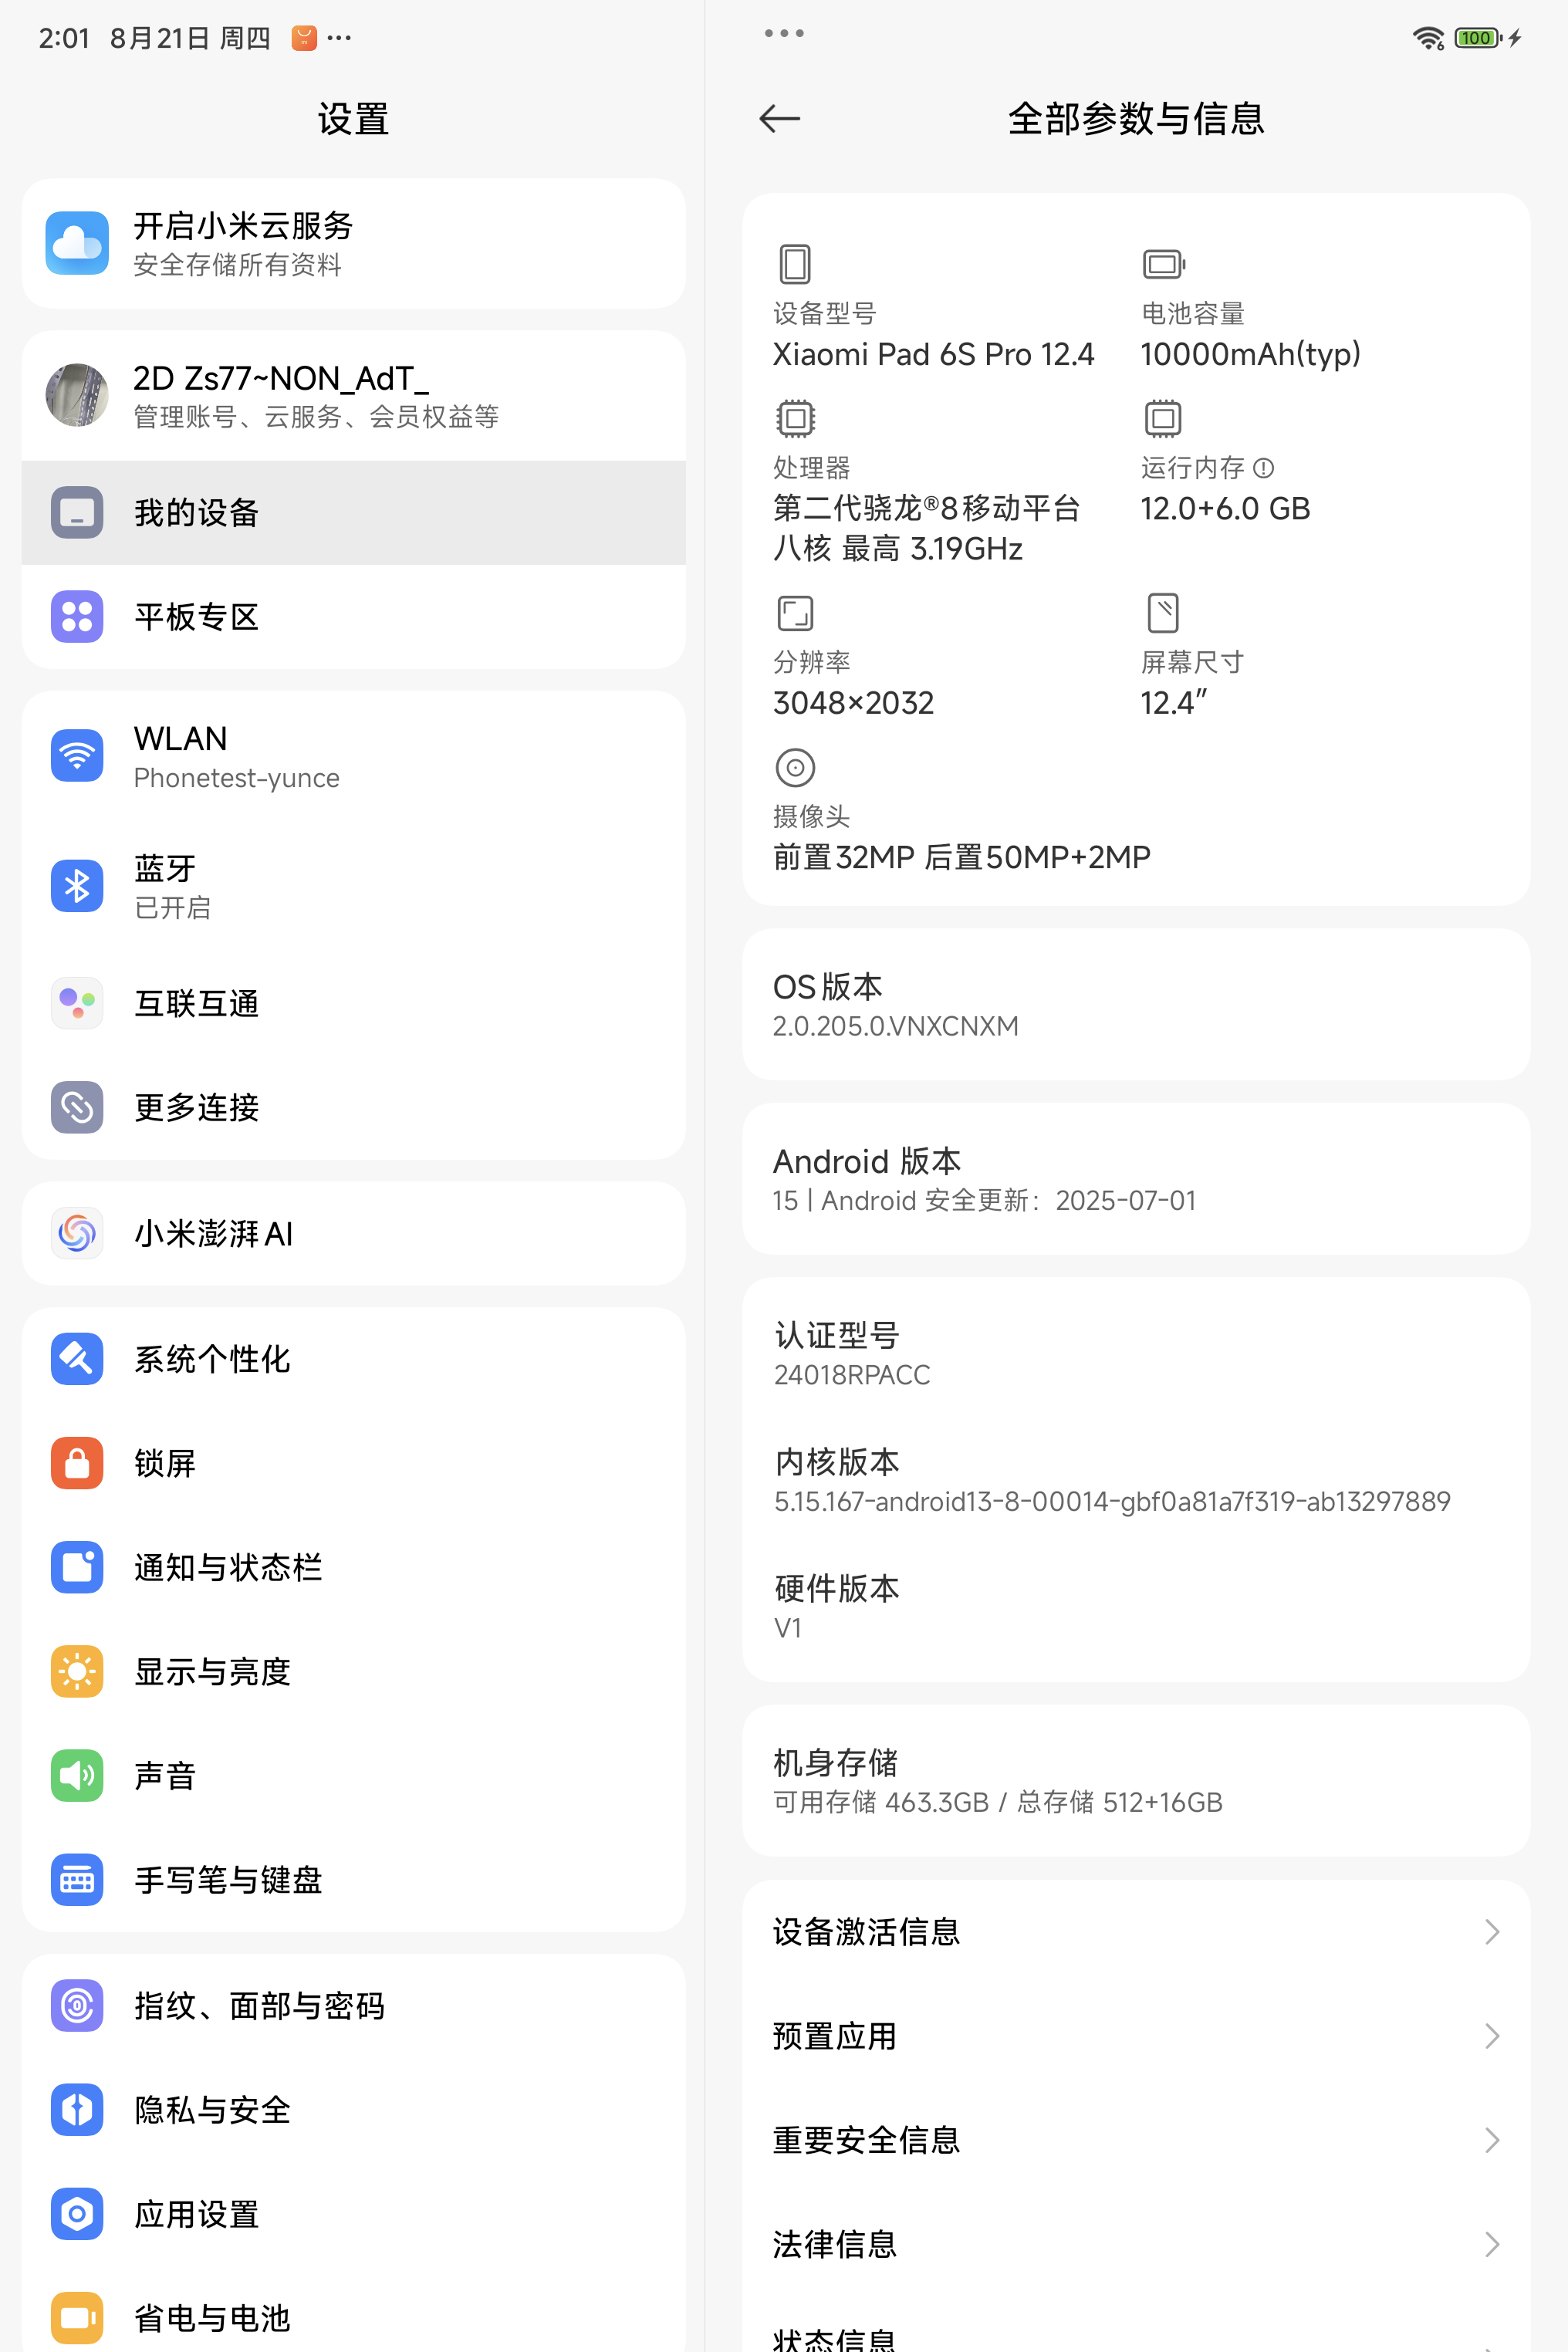 2:01 8月21日 周四
设置
开启小米云服务
安全存储所有资料
2D Zs77~NON_AdT_
管理账号、云服务、会员权益等
我的设备
平板专区
WLAN
Phonetest-yunce
蓝牙
已开启
互联互通
更多连接
小米澎湃AI
系统个性化
锁屏
通知与状态栏
显示与亮度
声音
手写笔与键盘
指纹、面部与密码
隐私与安全
应用设置
省电与电池
6 100
全部参数与信息
设备型号
Xiaomi Pad 6S Pro 12.4
电池容量
10000mAh(typ)
处理器
第二代骁龙®8移动平台
八核 最高 3.19GHz
运行内存
12.0+6.0 GB
分辨率
3048×2032
屏幕尺寸
12.4″
摄像头
前置32MP 后置50MP+2MP
OS版本
2.0.205.0.VNXCNXM
Android 版本
15 | Android 安全更新：2025-07-01
认证型号
24018RPACC
内核版本
5.15.167-android13-8-00014-gbf0a81a7f319-ab13297889
硬件版本
V1
机身存储
可用存储 463.3GB / 总存储 512+16GB
设备激活信息
预置应用
重要安全信息
法律信息
状态信息